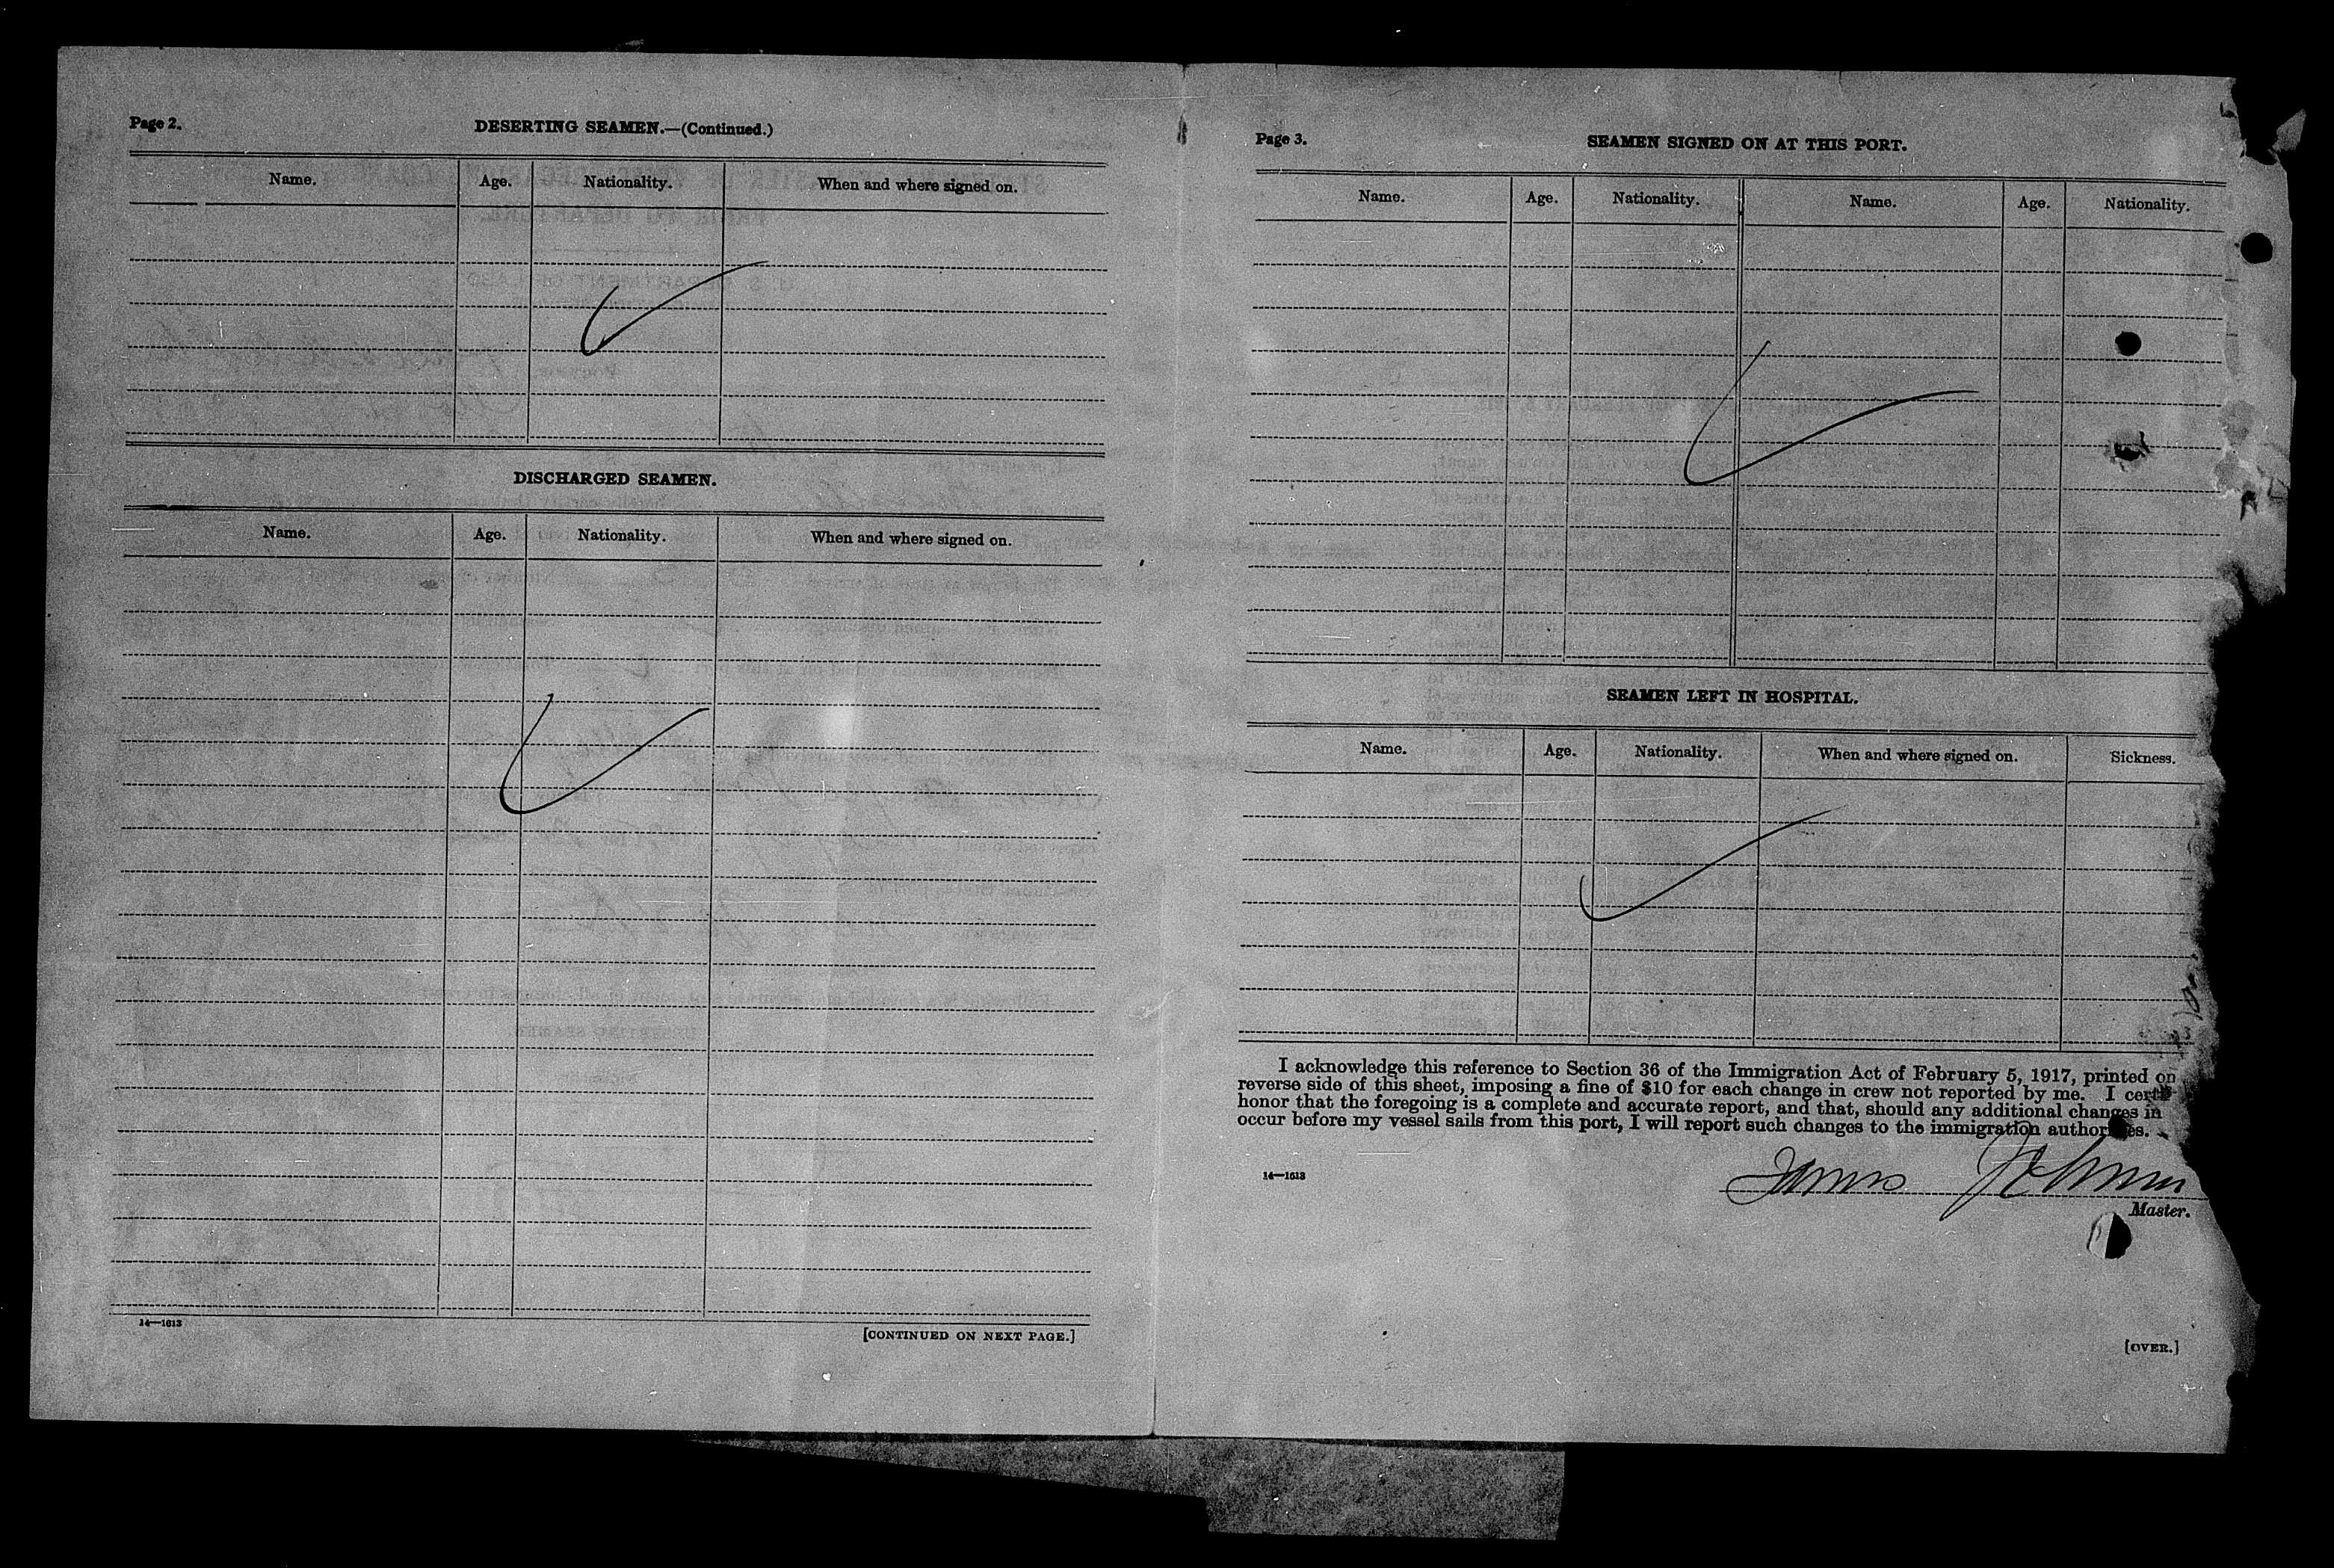 Page 2.
DESERTING SEAMEN.—(Continued.)
Name. Age. Nationality. When and where signed on.
DISCHARGED SEAMEN.
Name. Age. Nationality. When and where signed on.
14—1613
[CONTINUED ON NEXT PAGE.]
Page 3.
SEAMEN SIGNED ON AT THIS PORT.
Name. Age. Nationality. Name. Age. Nationality.
SEAMEN LEFT IN HOSPITAL.
Name. Age. Nationality. When and where signed on. Sickness.
I acknowledge this reference to Section 36 of the Immigration Act of February 5, 1917, printed on
reverse side of this sheet, imposing a fine of $10 for each change in crew not reported by me. I
honor that the foregoing is a complete and accurate report, and that, should any additional changes in
occur before my vessel sails from this port, I will report such changes to the immigration
14—1613
James
Master.
[OVER.]